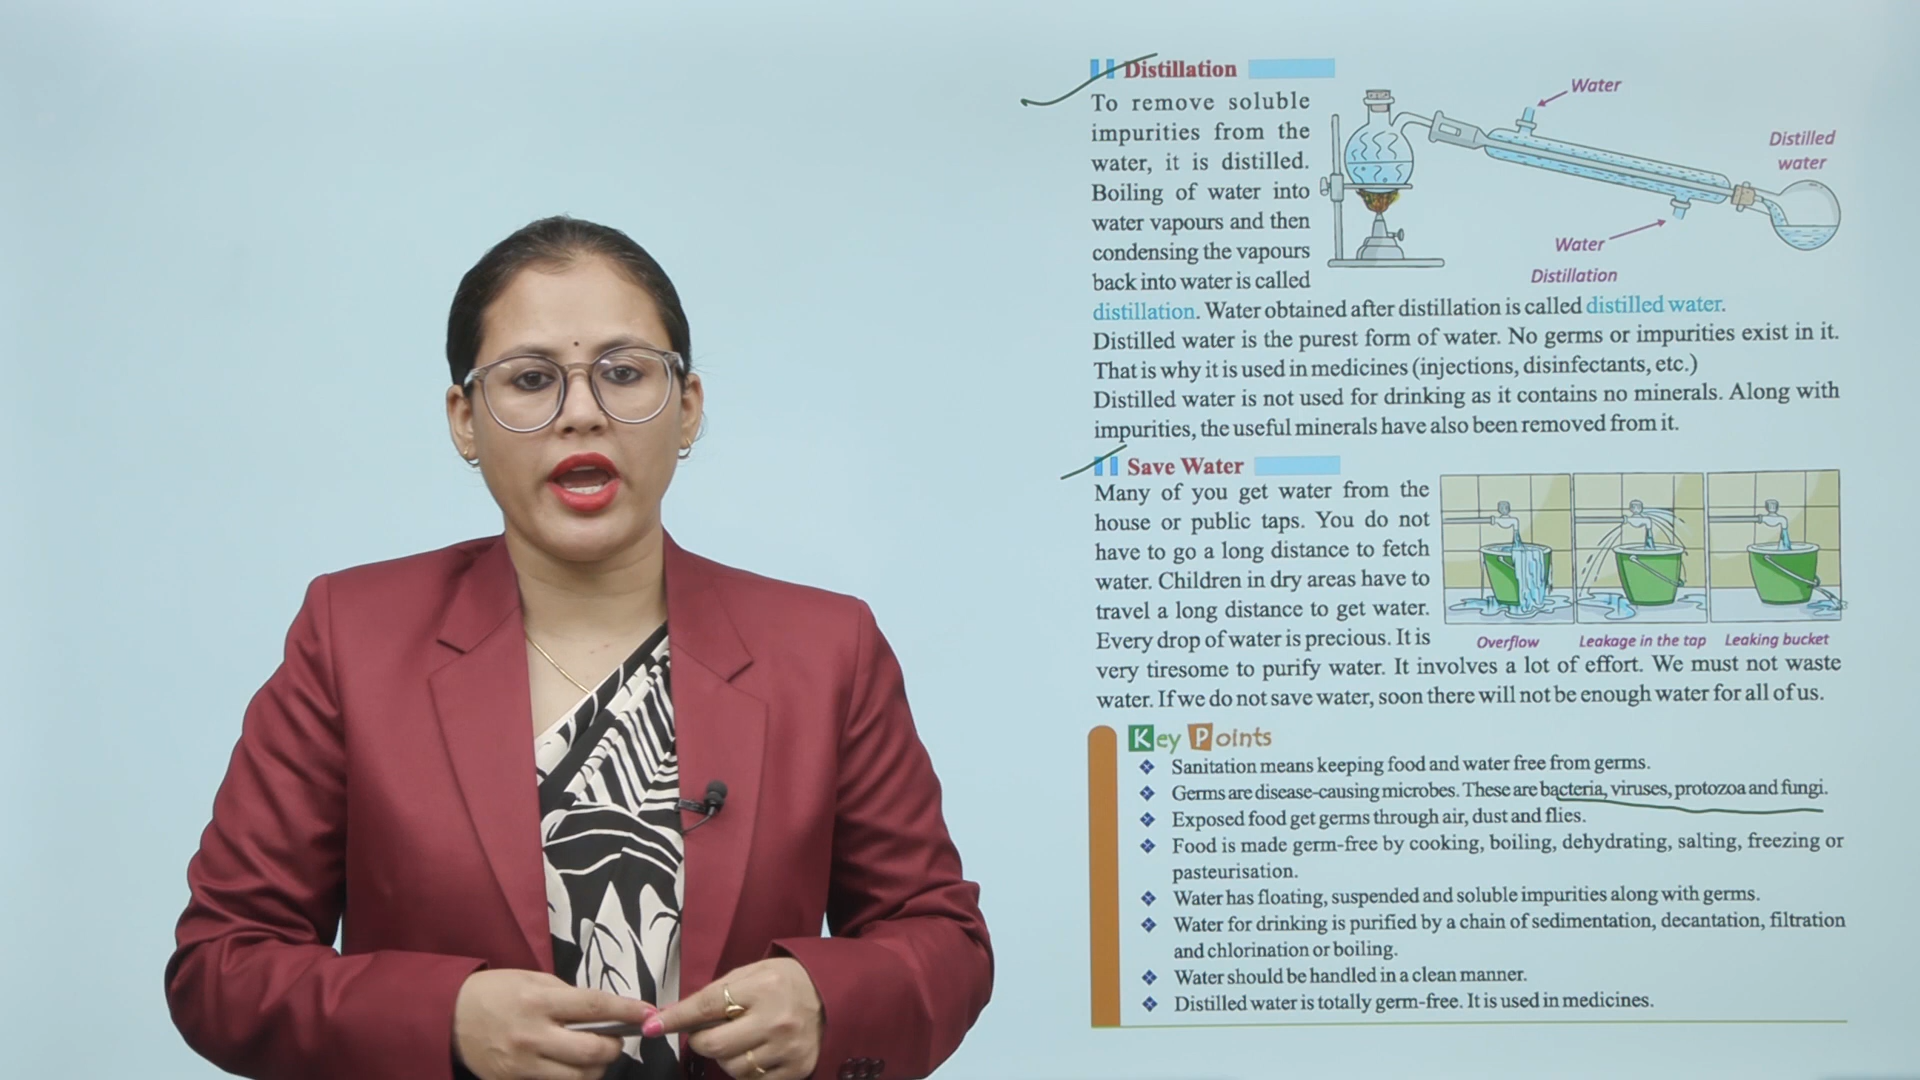 Distillation
To remove soluble
impurities from the
water, it is distilled.
Boiling of water into
water vapours and then
condensing the vapours
back into water is called
distillation. Water obtained after distillation is called distilled water.
Water
Distilled
water
Water
Distillation
Distilled water is the purest form of water. No germs or impurities exist in it.
That is why it is used in medicines (injections, disinfectants, etc.)
Distilled water is not used for drinking as it contains no minerals. Along with
impurities, the useful minerals have also been removed from it.
Save Water
Many of you get water from the
house or public taps. You do not
have to go a long distance to fetch
water. Children in dry areas have to
travel a long distance to get water.
Every drop of water is precious. It is
very tiresome to purify water. It involves a lot of effort. We must not waste
water. If we do not save water, soon there will not be enough water for all of us.
Overflow
Leakage in the tap
Leaking bucket
Key Points
Sanitation means keeping food and water free from germs.
Germs are disease-causing microbes. These are bacteria, viruses, protozoa and fungi.
Exposed food get germs through air, dust and flies.
Food is made germ-free by cooking, boiling, dehydrating, salting, freezing or
pasteurisation.
Water has floating, suspended and soluble impurities along with germs.
Water for drinking is purified by a chain of sedimentation, decantation, filtration
and chlorination or boiling.
Water should be handled in a clean manner.
Distilled water is totally germ-free. It is used in medicines.